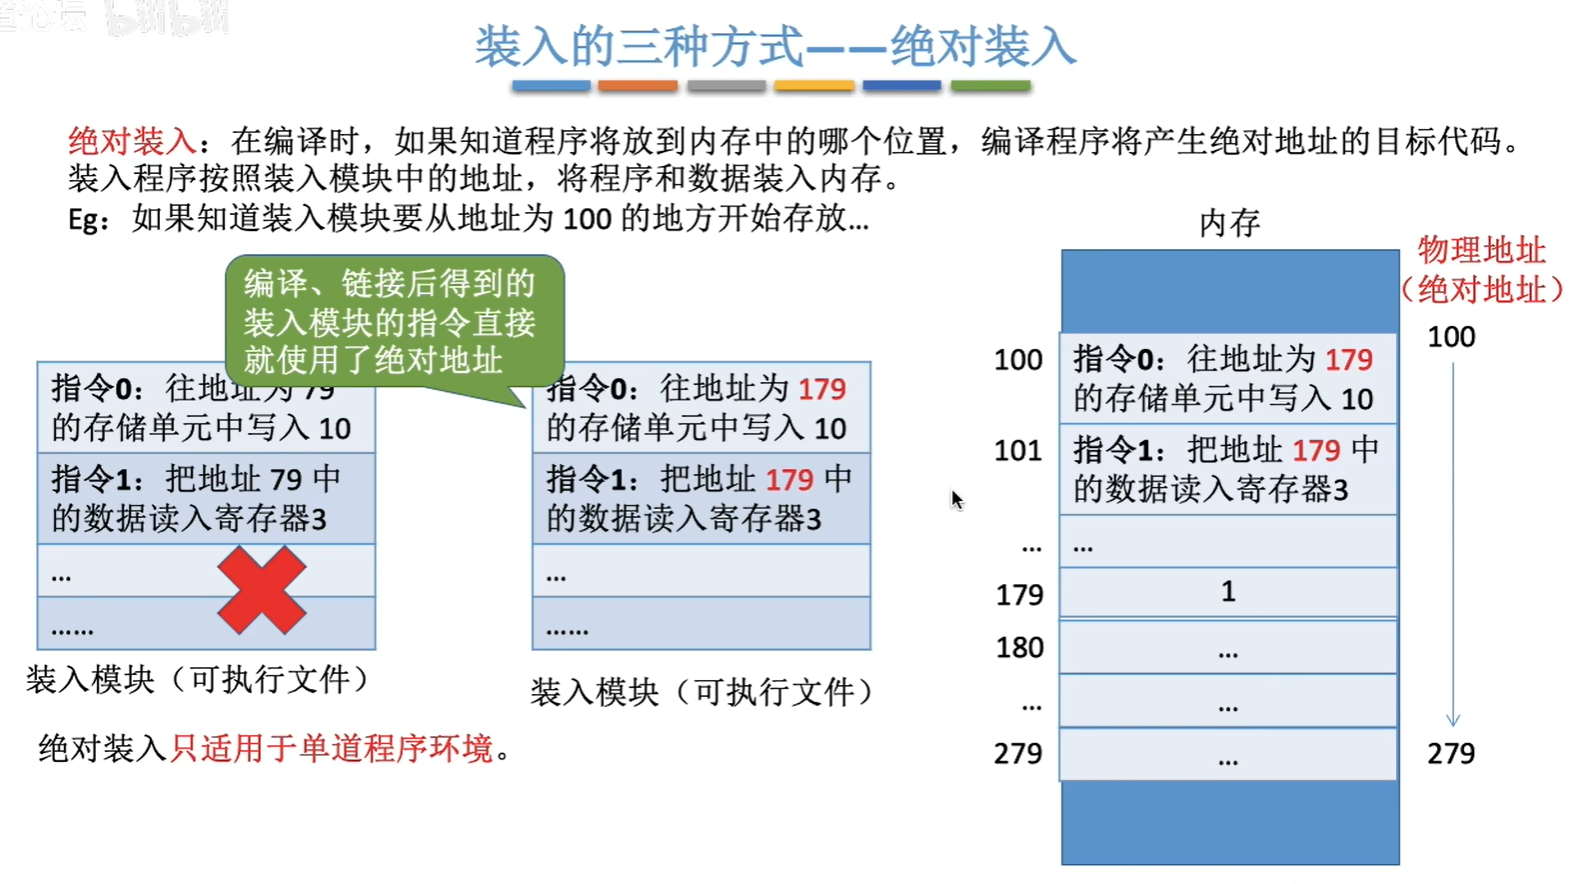 装入的三种方式——绝对装入
绝对装入：在编译时，如果知道程序将放到内存中的哪个位置，编译程序将产生绝对地址的目标代码。
装入程序按照装入模块中的地址，将程序和数据装入内存。
Eg：如果知道装入模块要从地址为 100 的地方开始存放...
编译、链接后得到的
装入模块的指令直接
就使用了绝对地址
指令0：往地址为 79
的存储单元中写入 10
指令1：把地址 79 中
的数据读入寄存器3
...
......
装入模块（可执行文件）
指令0：往地址为 179
的存储单元中写入 10
指令1：把地址 179 中
的数据读入寄存器3
...
......
装入模块（可执行文件）
绝对装入只适用于单道程序环境。
内存
物理地址
（绝对地址）
100
100
指令0：往地址为 179
的存储单元中写入 10
101
指令1：把地址 179 中
的数据读入寄存器3
...
...
179
1
180
...
...
...
279
...
279